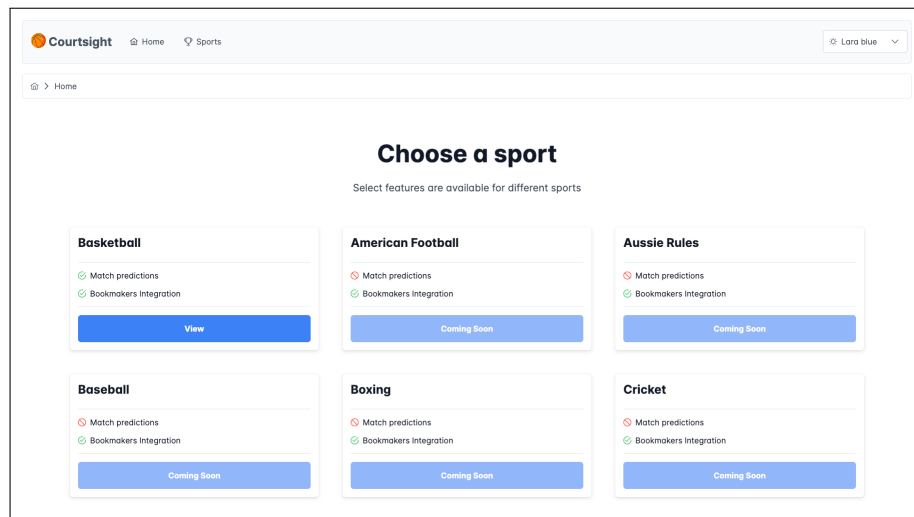 Courtsight Home Sports Lara blue
Home
Choose a sport
Select features are available for different sports
Basketball
Match predictions
Bookmakers Integration
View
American Football
Match predictions
Bookmakers Integration
Coming Soon
Aussie Rules
Match predictions
Bookmakers Integration
Coming Soon
Baseball
Match predictions
Bookmakers Integration
Coming Soon
Boxing
Match predictions
Bookmakers Integration
Coming Soon
Cricket
Match predictions
Bookmakers Integration
Coming Soon